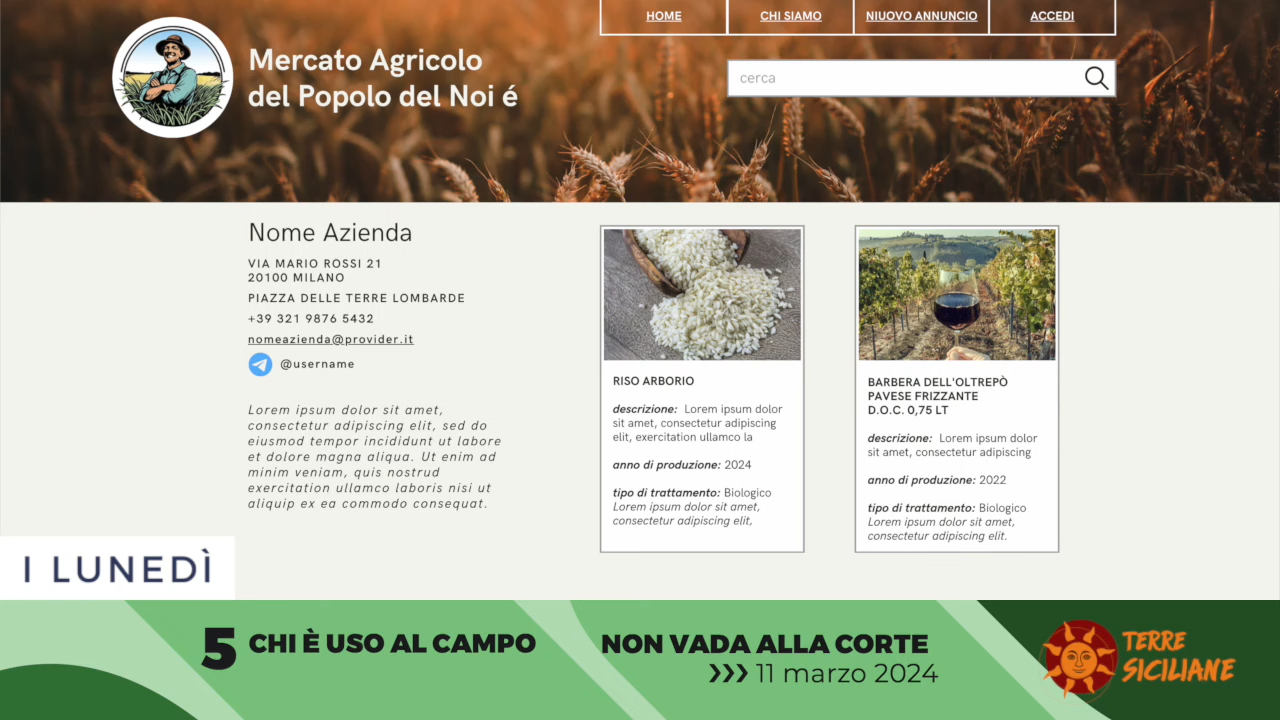 HOME
CHI SIAMO
NIUOVO ANNUNCIO
ACCEDI
Mercato Agricolo
del Popolo del Noi é
cerca
Nome Azienda
VIA MARIO ROSSI 21
20100 MILANO
PIAZZA DELLE TERRE LOMBARDE
+39 321 9876 5432
nomeazienda@provider.it
@username
Lorem ipsum dolor sit amet,
consectetur adipiscing elit, sed do
eiusmod tempor incididunt ut labore
et dolore magna aliqua. Ut enim ad
minim veniam, quis nostrud
exercitation ullamco laboris nisi ut
aliquip ex ea commodo consequat.
RISO ARBORIO
descrizione: Lorem ipsum dolor
sit amet, consectetur adipiscing
elit, exercitation ullamco la
anno di produzione: 2024
tipo di trattamento: Biologico
Lorem ipsum dolor sit amet,
consectetur adipiscing elit,
BARBERA DELL'OLTREPÒ
PAVESE FRIZZANTE
D.O.C. 0,75 LT
descrizione: Lorem ipsum dolor
sit amet, consectetur adipiscing
anno di produzione: 2022
tipo di trattamento: Biologico
Lorem ipsum dolor sit amet,
consectetur adipiscing elit.
I LUNEDÌ
5 CHI È USO AL CAMPO NON VADA ALLA CORTE
❯❯❯ 11 marzo 2024
TERRE
SICILIANE